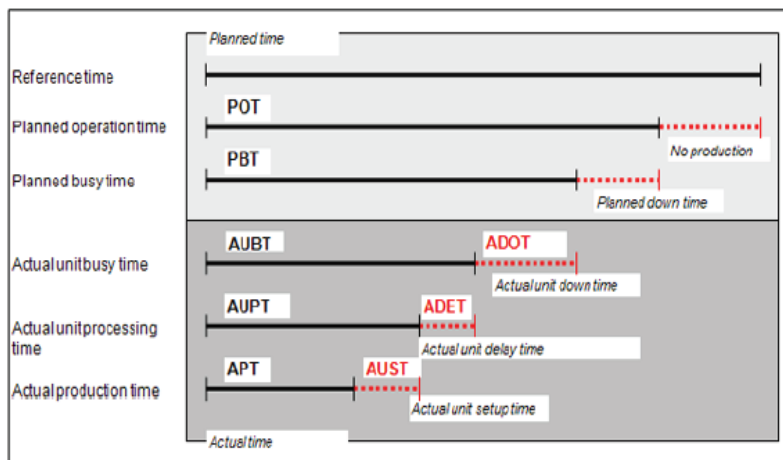 Planned time
Reference time
POT
Planned operation time
No production
PBT
Planned busy time
Planned down time
AUBT
ADOT
Actual unit busy time
Actual unit down time
AUPT
ADET
Actual unit processing
time
Actual unit delay time
APT
AUST
Actual production time
Actual unit setup time
Actual time